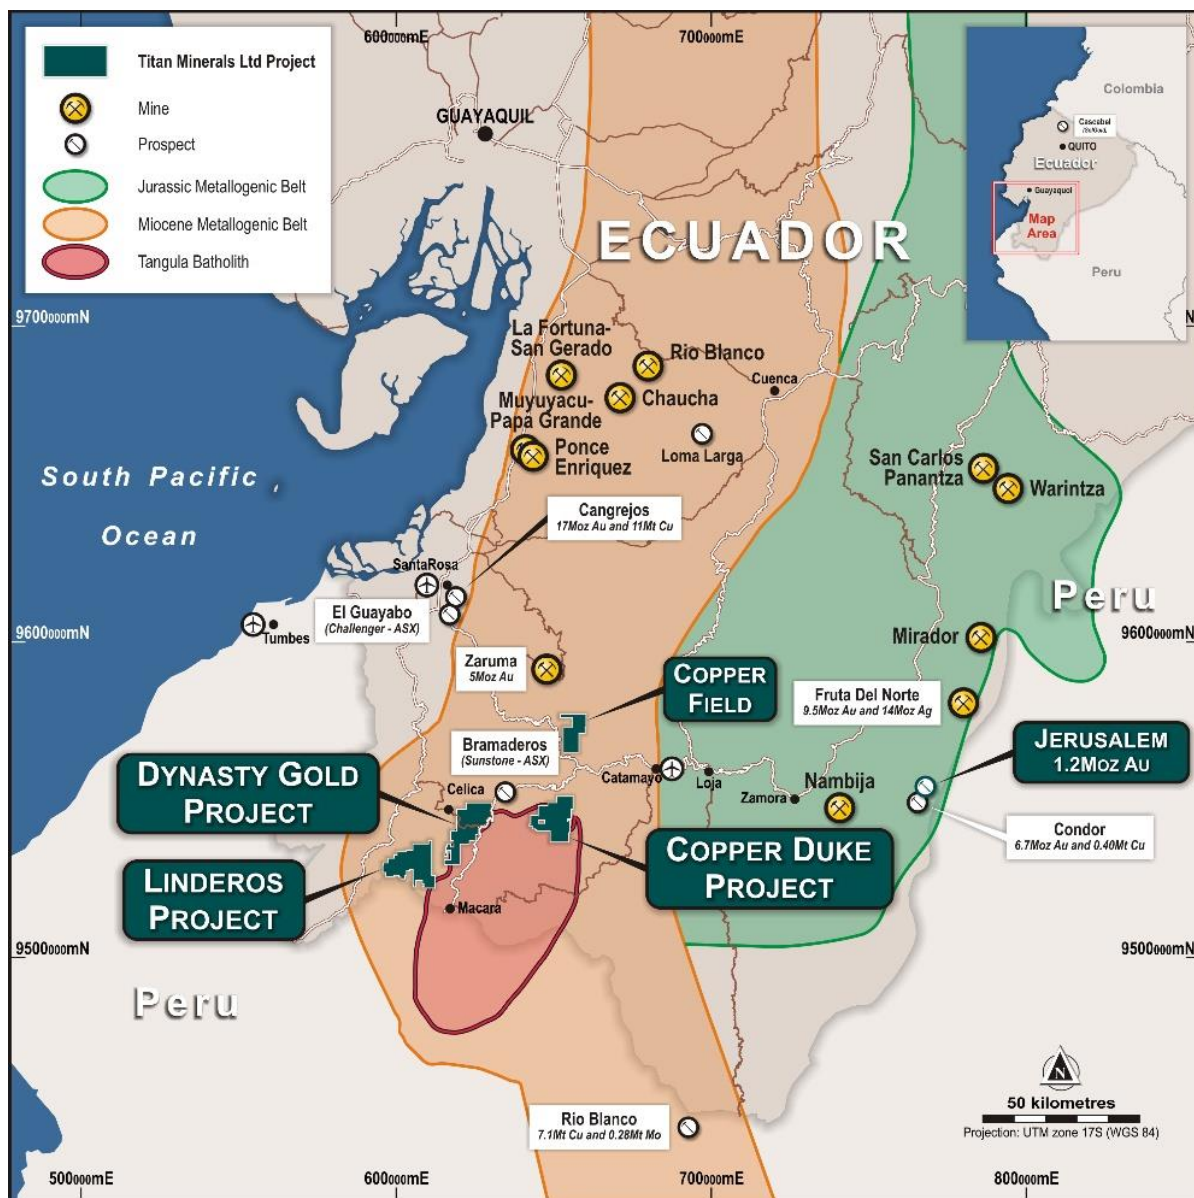 600000mE
700000mE
Titan Minerals Ltd Project
Mine
Prospect
Jurassic Metallogenic Belt
Miocene Metallogenic Belt
Tangula Batholith
GUAYAQUIL
ECUADOR
Colombia
Cascabel
(SolGold)
QUITO
Ecuador
Guayaquol
Map
Area
Peru
9700000mN
N
La Fortuna-
San Gerado
Rio Blanco
Cuenca
Chaucha
Muyuyacu-
Papa Grande
Ponce
Enriquez
Loma Larga
San Carlos
Panantza
Warintza
South Pacific
Ocean
Cangrejos
17Moz Au and 11Mt Cu
SantaRosa
El Guayabo
(Challenger - ASX)
Tumbes
9600000mN
9600000mN
Peru
Mirador
Zaruma
5Moz Au
COPPER
FIELD
Fruta Del Norte
9.5Moz Au and 14Moz Ag
JERUSALEM
1.2MOZ AU
Bramaderos
(Sunstone - ASX)
Catamayo
Loja
Zamora
Nambija
DYNASTY GOLD
PROJECT
Celica
Condor
6.7Moz Au and 0.40Mt Cu
COPPER DUKE
PROJECT
LINDEROS
PROJECT
Macara
9500000mN
9500000mN
Peru
N
50 kilometres
Projection: UTM zone 17S (WGS 84)
Rio Blanco
7.1Mt Cu and 0.28Mt Mo
500000mE
600000mE
700000mE
800000mE